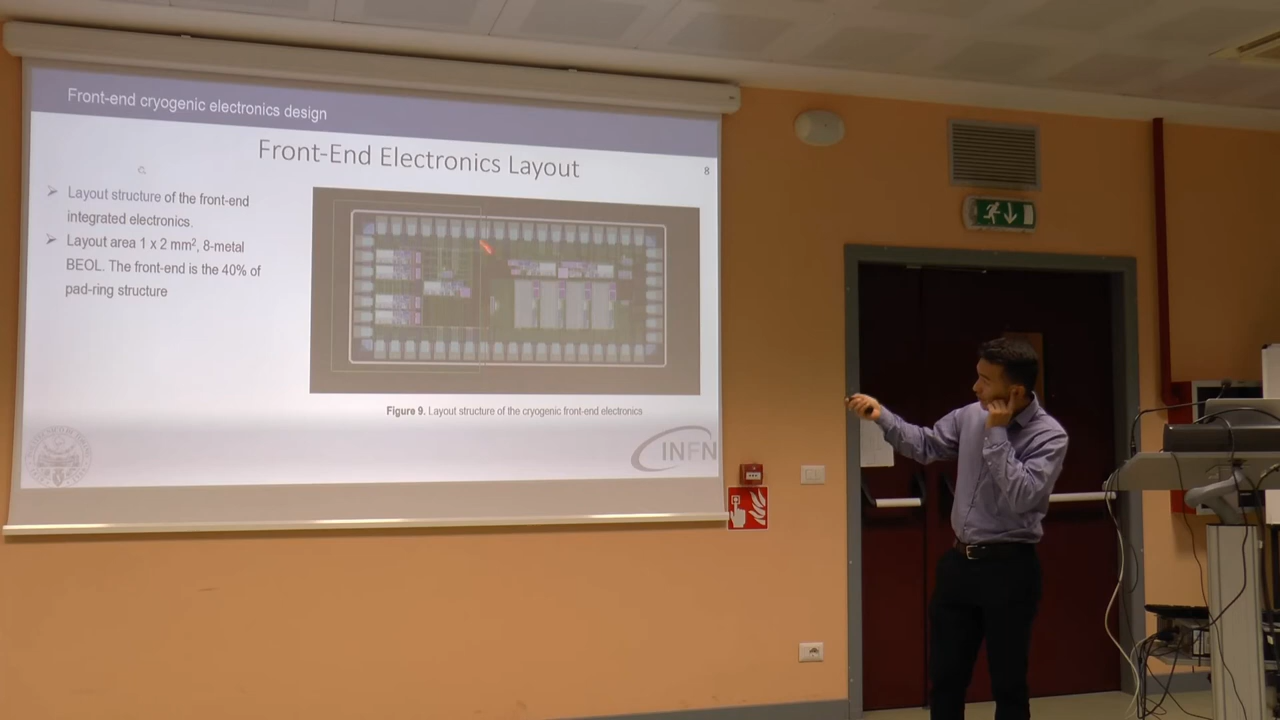 Front-end cryogenic electronics design
Front-End Electronics Layout
8
Layout structure of the front-end
integrated electronics.
Layout area 1 x 2 mm², 8-metal
BEOL. The front-end is the 40% of
pad-ring structure
Figure 9. Layout structure of the cryogenic front-end electronics
INFN